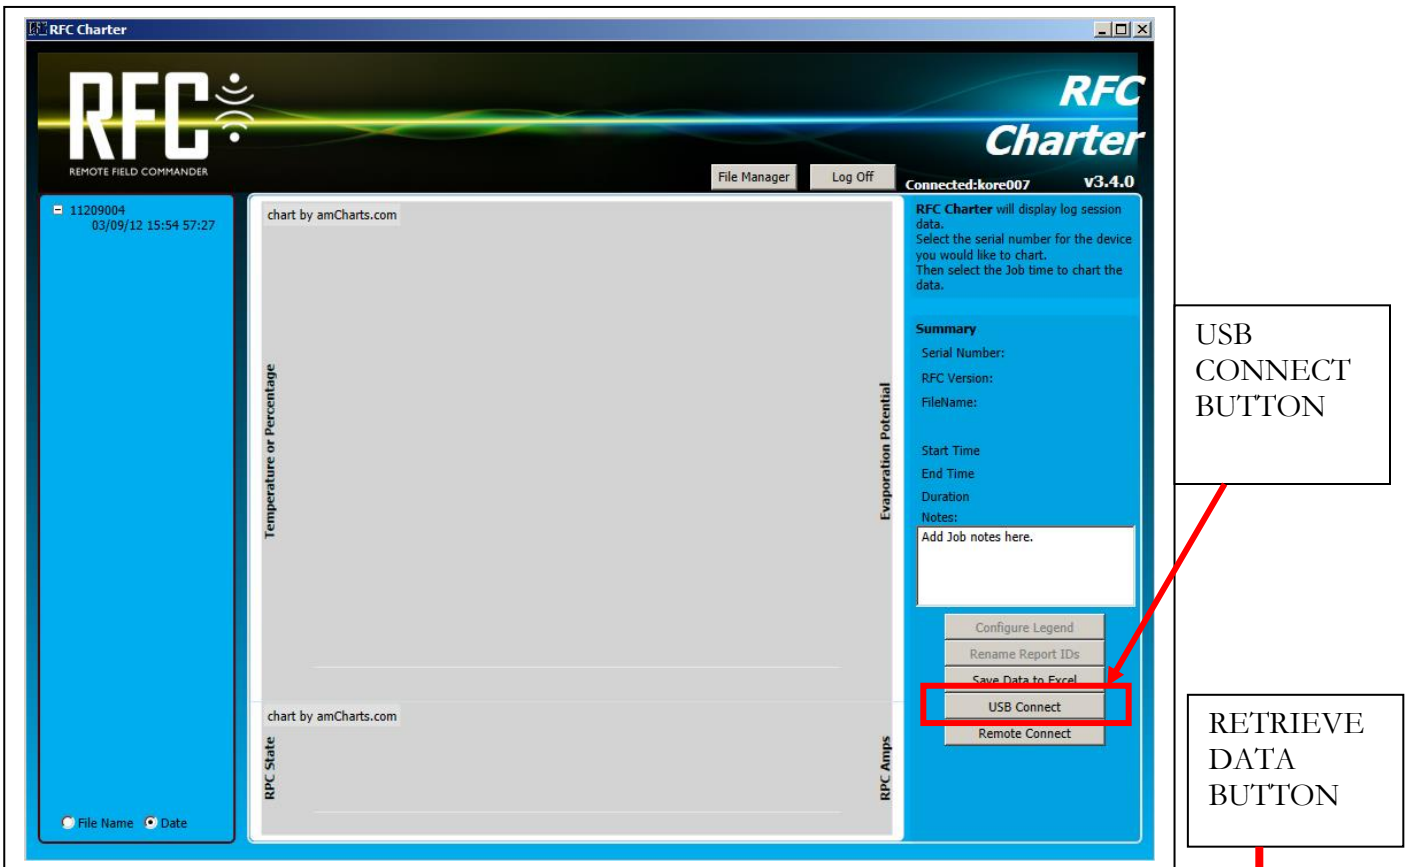 RFC Charter
RFC
REMOTE FIELD COMMANDER
RFC
Charter
File Manager
Log Off
Connected:kore007
v3.4.0
11209004
03/09/12 15:54 57:27
File Name
Date
chart by amCharts.com
Temperature or Percentage
Evaporation Potential
chart by amCharts.com
RPC State
RPC Amps
RFC Charter will display log session
data.
Select the serial number for the device
you would like to chart.
Then select the Job time to chart the
data.
Summary
Serial Number:
RFC Version:
FileName:
Start Time
End Time
Duration
Notes:
Add Job notes here.
Configure Legend
Rename Report IDs
Save Data to Excel
USB Connect
Remote Connect
USB
CONNECT
BUTTON
RETRIEVE
DATA
BUTTON